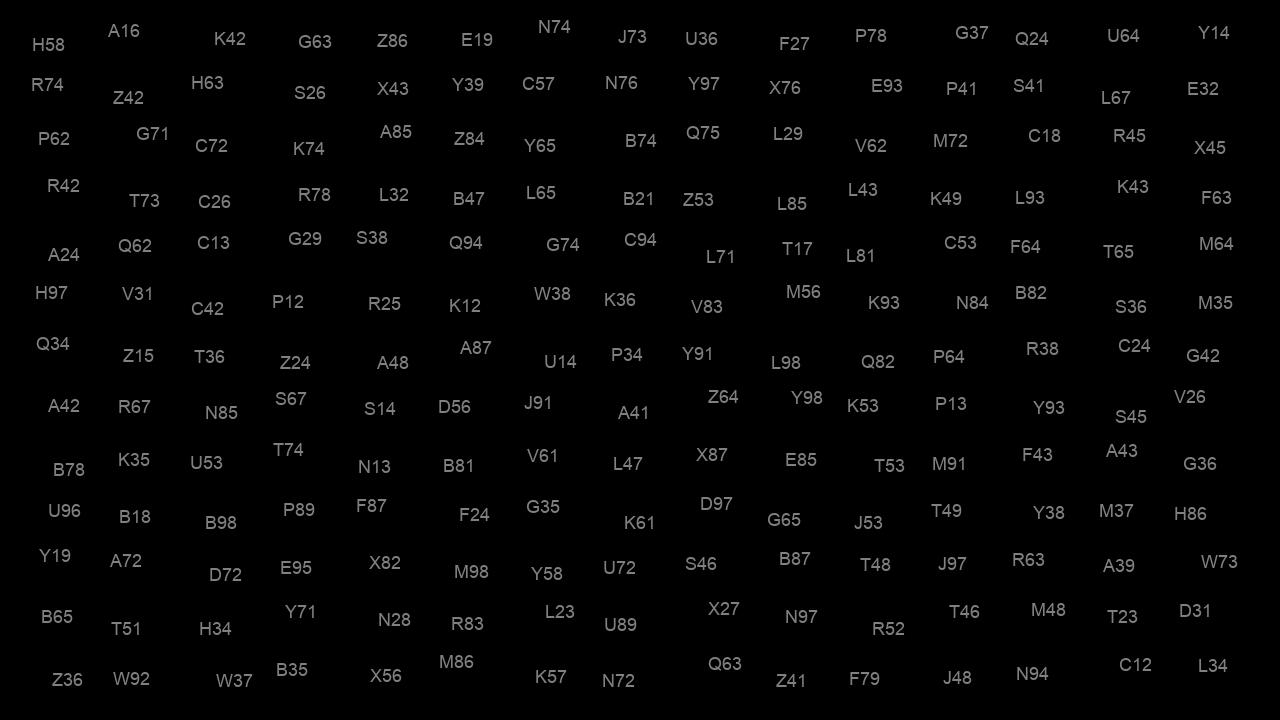 H58 A16 K42 G63 Z86 E19 N74 J73 U36 F27 P78 G37 Q24 U64 Y14
R74 Z42 H63 S26 X43 Y39 C57 N76 Y97 X76 E93 P41 S41 L67 E32
P62 G71 C72 K74 A85 Z84 Y65 B74 Q75 L29 V62 M72 C18 R45 X45
R42 T73 C26 R78 L32 B47 L65 B21 Z53 L85 L43 K49 L93 K43 F63
A24 Q62 C13 G29 S38 Q94 G74 C94 L71 T17 L81 C53 F64 T65 M64
H97 V31 C42 P12 R25 K12 W38 K36 V83 M56 K93 N84 B82 S36 M35
Q34 Z15 T36 Z24 A48 A87 U14 P34 Y91 L98 Q82 P64 R38 C24 G42
A42 R67 N85 S67 S14 D56 J91 A41 Z64 Y98 K53 P13 Y93 S45 V26
B78 K35 U53 T74 N13 B81 V61 L47 X87 E85 T53 M91 F43 A43 G36
U96 B18 B98 P89 F87 F24 G35 K61 D97 G65 J53 T49 Y38 M37 H86
Y19 A72 D72 E95 X82 M98 Y58 U72 S46 B87 T48 J97 R63 A39 W73
B65 T51 H34 Y71 N28 R83 L23 U89 X27 N97 R52 T46 M48 T23 D31
Z36 W92 W37 B35 X56 M86 K57 N72 Q63 Z41 F79 J48 N94 C12 L34